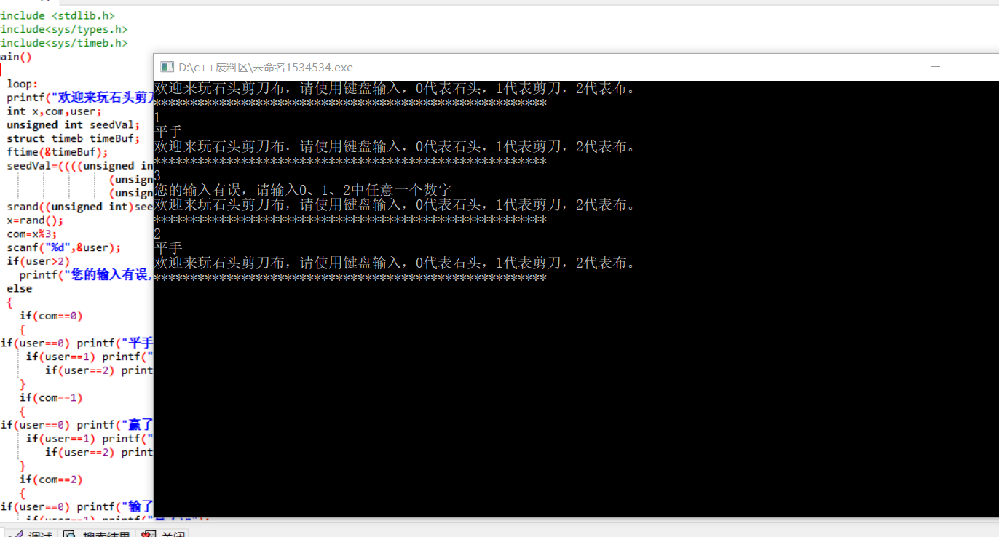 include <stdlib.h>
include<sys/types.h>
include<sys/timeb.h>
ain()
loop:
printf("欢迎来玩石头剪刀
int x,com,user;
unsigned int seedVal;
struct timeb timeBuf;
ftime(&timeBuf);
seedVal=((((unsigned in
(unsign
(unsign
srand((unsigned int)see
x=rand();
com=x%3;
scanf("%d",&user);
if(user>2)
printf("您的输入有误,
else
{
if(com==0)
{
if(user==0) printf("平手
if(user==1) printf("
if(user==2) print
}
if(com==1)
{
if(user==0) printf("赢了
if(user==1) printf("
if(user==2) print
}
if(com==2)
{
if(user==0) printf("输了
if(user==1) printf("
调试
搜索结果
关闭
D:\c++废料区\未命名1534534.exe
欢迎来玩石头剪刀布，请使用键盘输入，0代表石头，1代表剪刀，2代表布。
******************************************************
1
平手
欢迎来玩石头剪刀布，请使用键盘输入，0代表石头，1代表剪刀，2代表布。
******************************************************
3
您的输入有误，请输入0、1、2中任意一个数字
欢迎来玩石头剪刀布，请使用键盘输入，0代表石头，1代表剪刀，2代表布。
******************************************************
2
平手
欢迎来玩石头剪刀布，请使用键盘输入，0代表石头，1代表剪刀，2代表布。
******************************************************